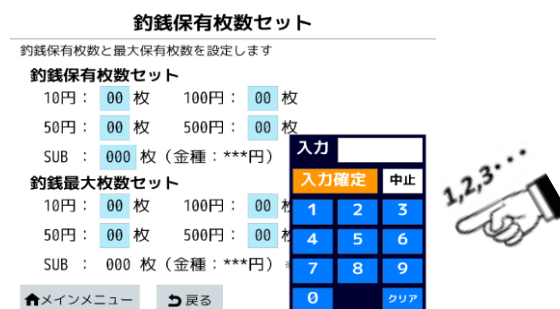 釣銭保有枚数セット
釣銭保有枚数と最大保有枚数を設定します
釣銭保有枚数セット
10円： 00 枚 100円： 00 枚
50円： 00 枚 500円： 00 枚
SUB ： 000 枚（金種：***円）
釣銭最大枚数セット
10円： 00 枚 100円： 00
50円： 00 枚 500円： 00
SUB ： 000 枚（金種：***円）
メインメニュー 戻る
入力
入力確定 中止
1 2 3
4 5 6
7 8 9
0 クリア
1,2,3・・・